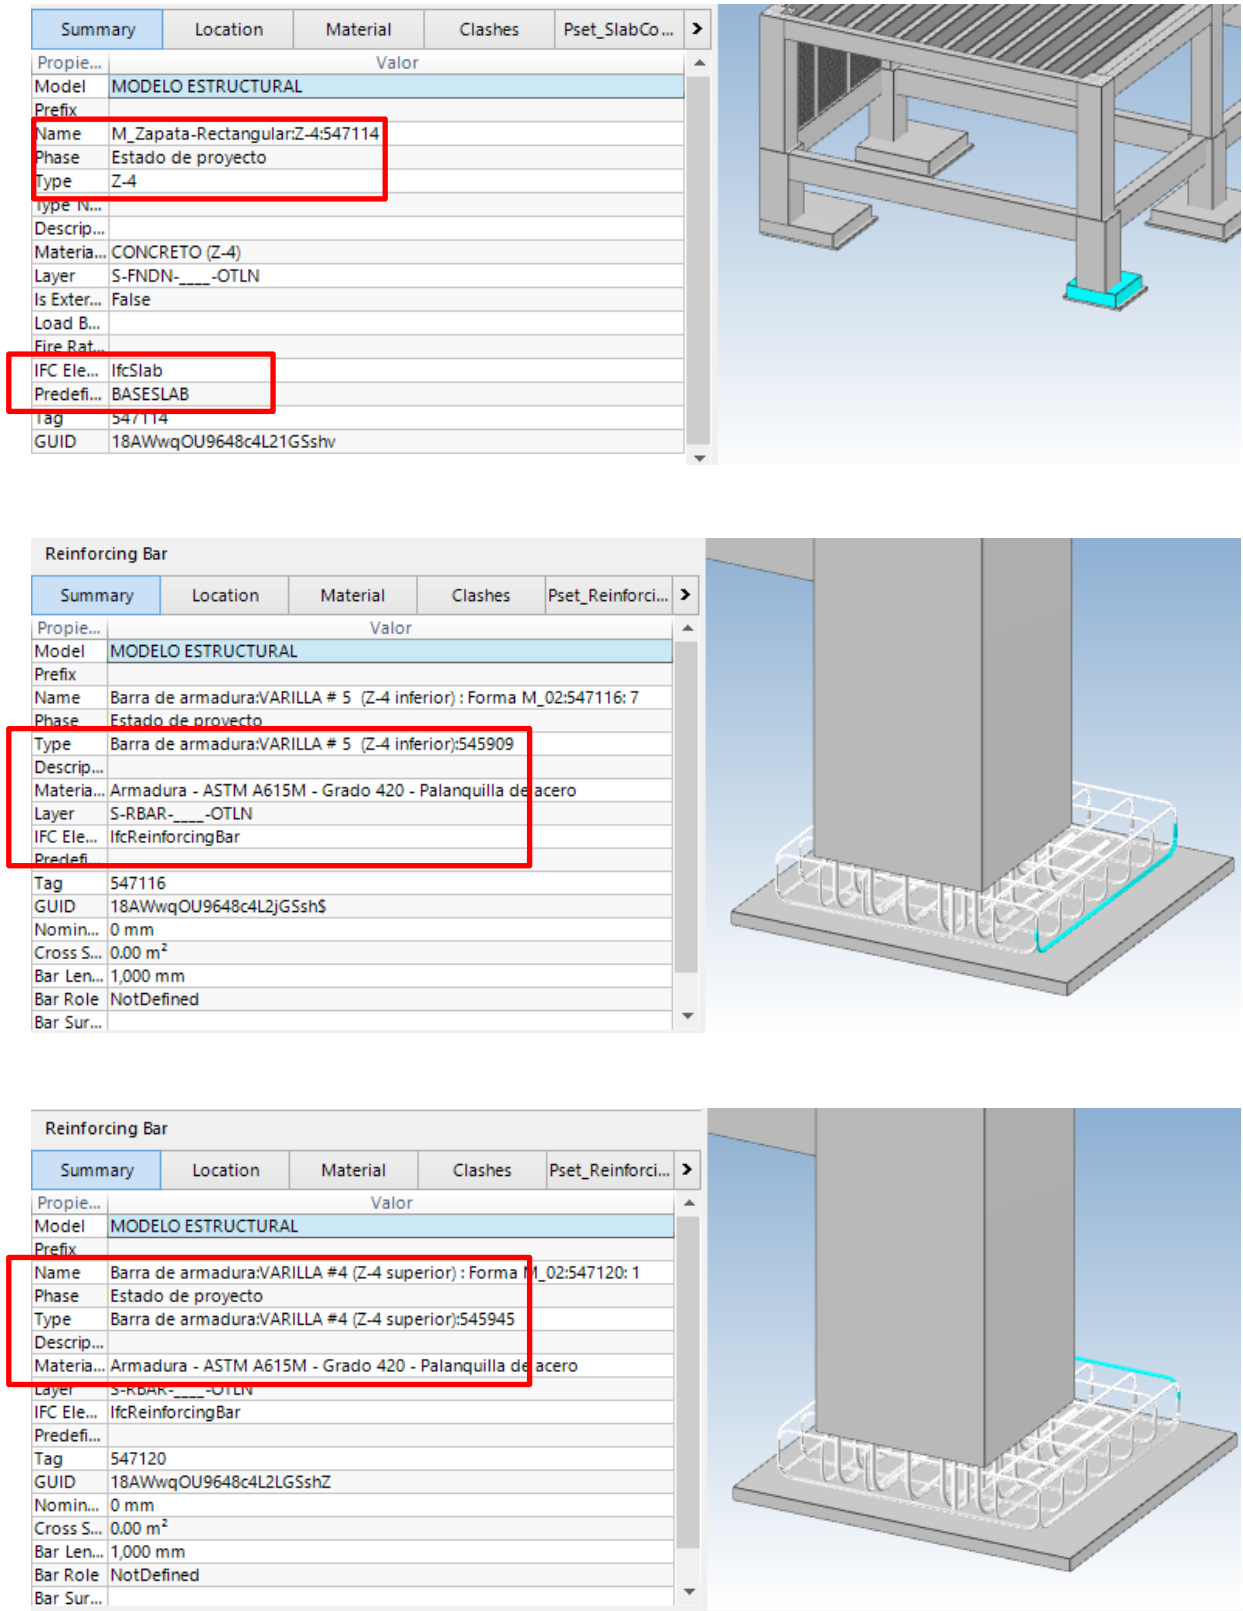 Summary Location Material Clashes Pset_SlabCo... >
Propie... Valor
Model MODELO ESTRUCTURAL
Prefix
Name M_Zapata-Rectangular:Z-4:547114
Phase Estado de proyecto
Type Z-4
Type N...
Descrip...
Materia... CONCRETO (Z-4)
Layer S-FNDN-____-OTLN
Is Exter... False
Load B...
Fire Rat...
IFC Ele... IfcSlab
Predefi... BASESLAB
Tag 547114
GUID 18AWwqOU9648c4L21GSshv
Reinforcing Bar
Summary Location Material Clashes Pset_Reinforci... >
Propie... Valor
Model MODELO ESTRUCTURAL
Prefix
Name Barra de armadura:VARILLA # 5 (Z-4 inferior) : Forma M_02:547116: 7
Phase Estado de proyecto
Type Barra de armadura:VARILLA # 5 (Z-4 inferior):545909
Descrip...
Materia... Armadura - ASTM A615M - Grado 420 - Palanquilla de acero
Layer S-RBAR-____-OTLN
IFC Ele... IfcReinforcingBar
Predefi...
Tag 547116
GUID 18AWwqOU9648c4L2jGSsh$
Nomin... 0 mm
Cross S... 0.00 m²
Bar Len... 1,000 mm
Bar Role NotDefined
Bar Sur...
Reinforcing Bar
Summary Location Material Clashes Pset_Reinforci... >
Propie... Valor
Model MODELO ESTRUCTURAL
Prefix
Name Barra de armadura:VARILLA #4 (Z-4 superior) : Forma M_02:547120: 1
Phase Estado de proyecto
Type Barra de armadura:VARILLA #4 (Z-4 superior):545945
Descrip...
Materia... Armadura - ASTM A615M - Grado 420 - Palanquilla de acero
Layer S-RBAR-____-OTLN
IFC Ele... IfcReinforcingBar
Predefi...
Tag 547120
GUID 18AWwqOU9648c4L2LGSshZ
Nomin... 0 mm
Cross S... 0.00 m²
Bar Len... 1,000 mm
Bar Role NotDefined
Bar Sur...